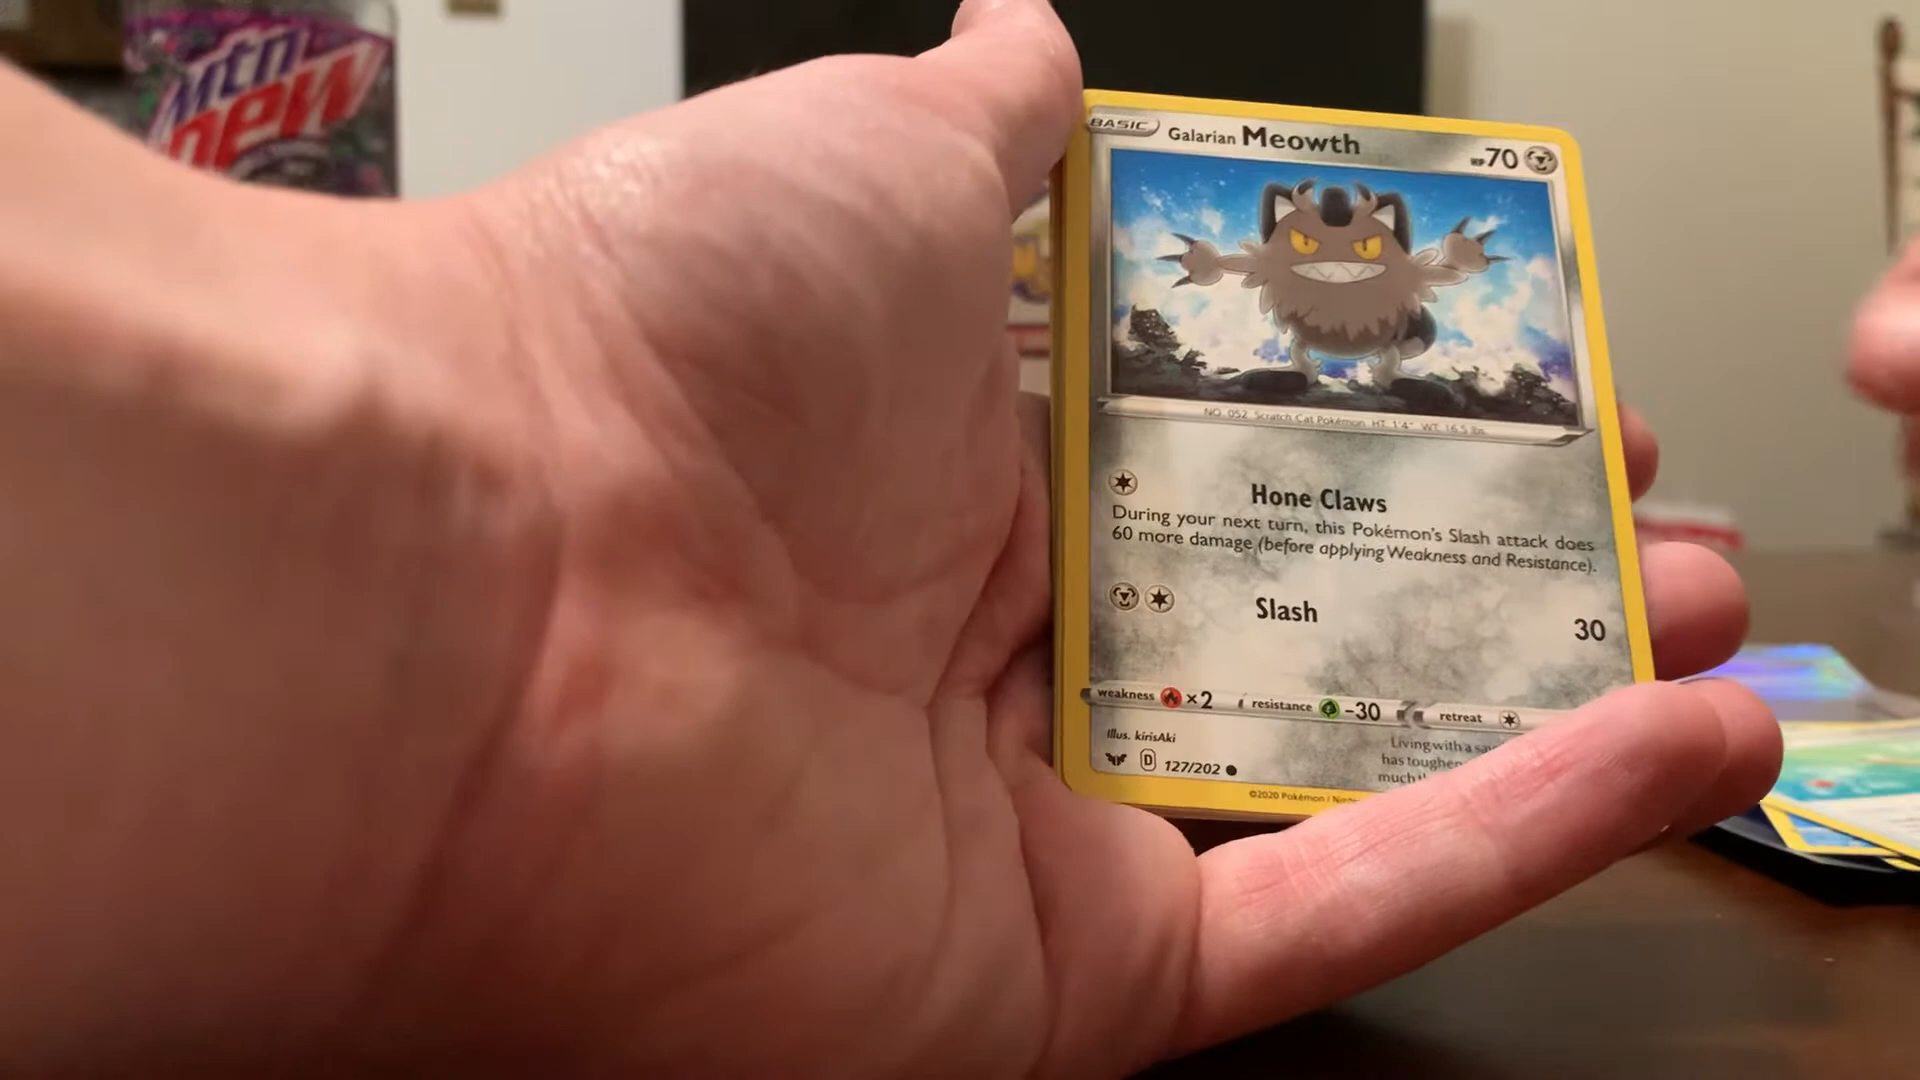 Mtn
Dew
BASIC Galarian Meowth HP 70
NO. 052 Scratch Cat Pokémon HT: 1'4" WT: 16.5 lbs.
Hone Claws
During your next turn, this Pokémon's Slash attack does
60 more damage (before applying Weakness and Resistance).
Slash 30
weakness ×2 resistance -30 retreat
Illus. kirisAki
Living with a
D 127/202
has
much
©2020 Pokémon /